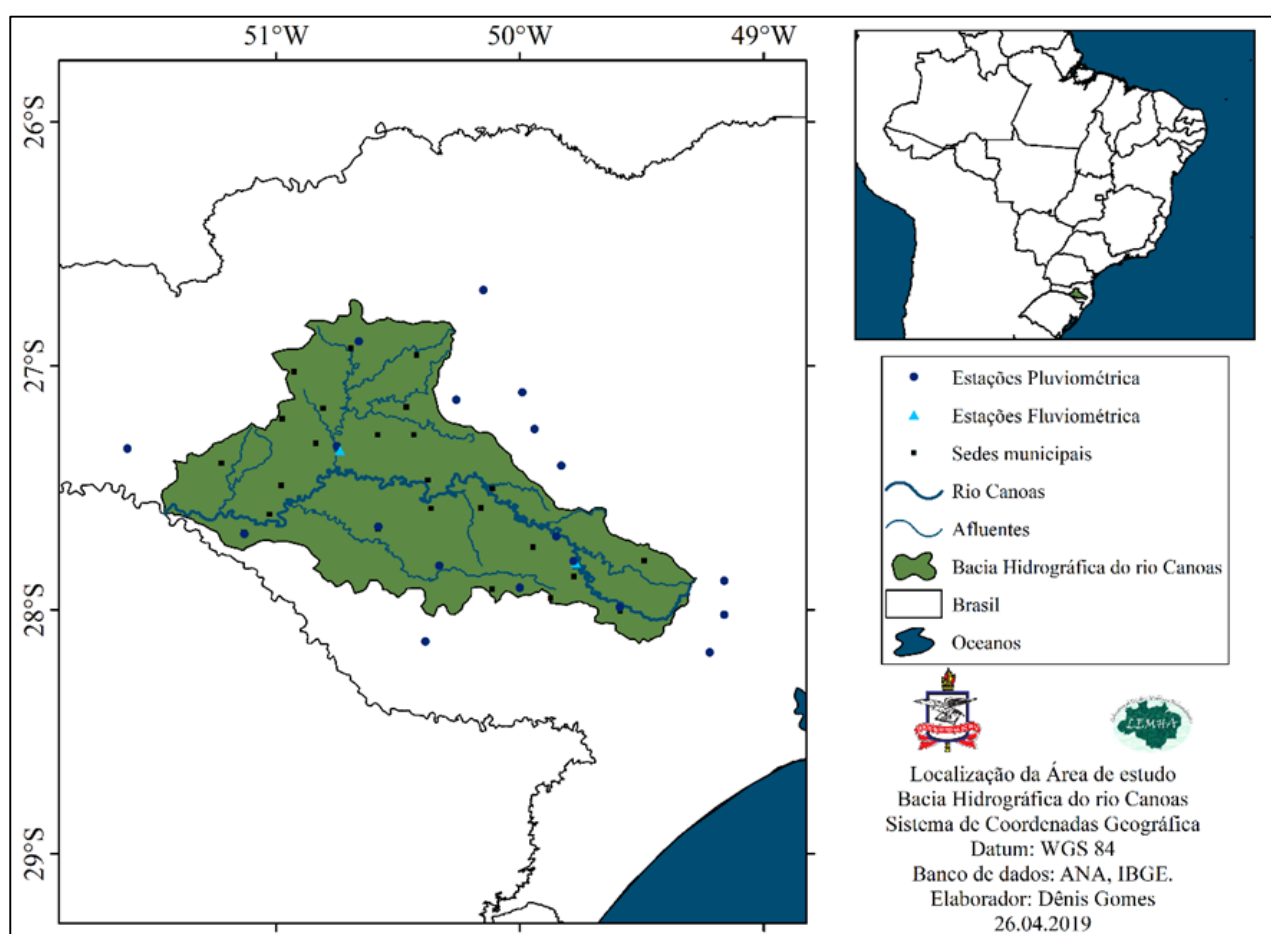 51°W 50°W 49°W
26°S
27°S
28°S
29°S
Estações Pluviométrica
Estações Fluviométrica
Sedes municipais
Rio Canoas
Afluentes
Bacia Hidrográfica do rio Canoas
Brasil
Oceanos
LEMHA
Localização da Área de estudo
Bacia Hidrográfica do rio Canoas
Sistema de Coordenadas Geográfica
Datum: WGS 84
Banco de dados: ANA, IBGE.
Elaborador: Dênis Gomes
26.04.2019